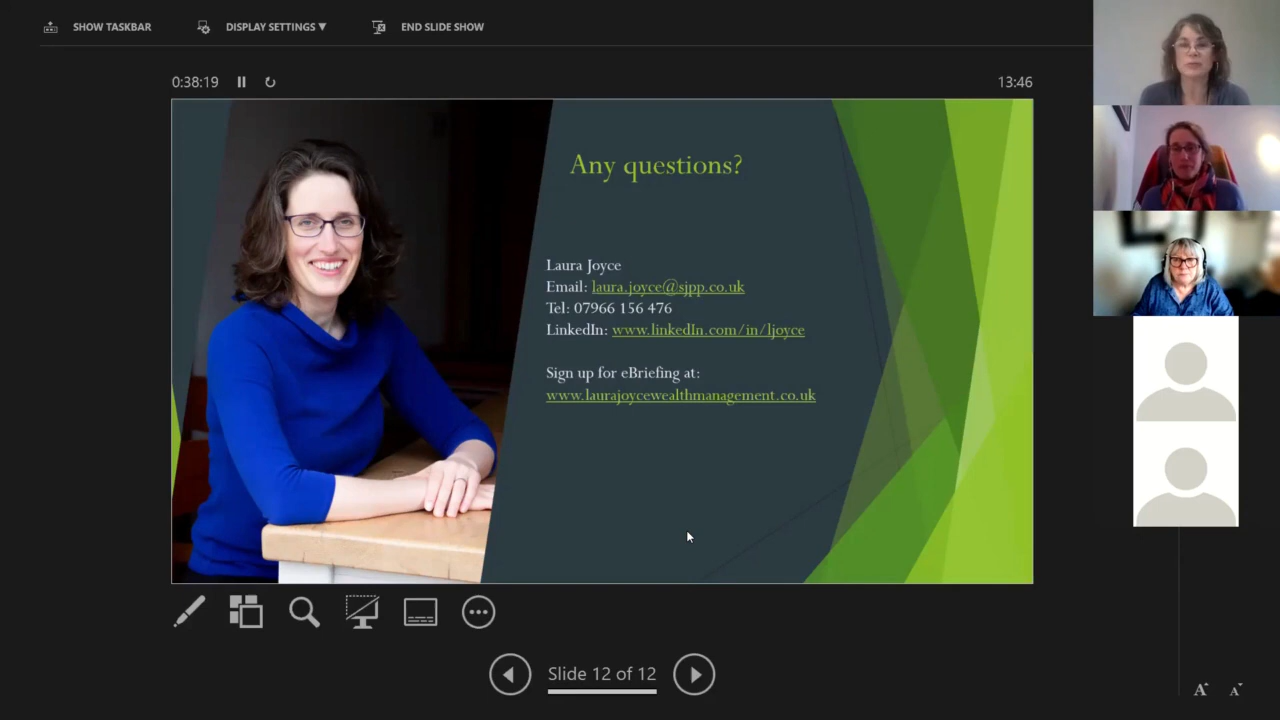 SHOW TASKBAR
DISPLAY SETTINGS ▼
END SLIDE SHOW
0:38:19
13:46
Any questions?
Laura Joyce
Email: laura.joyce@sjpp.co.uk
Tel: 07966 156 476
LinkedIn: www.linkedIn.com/in/ljoyce
Sign up for eBriefing at:
www.laurajoycewealthmanagement.co.uk
Slide 12 of 12
A
A